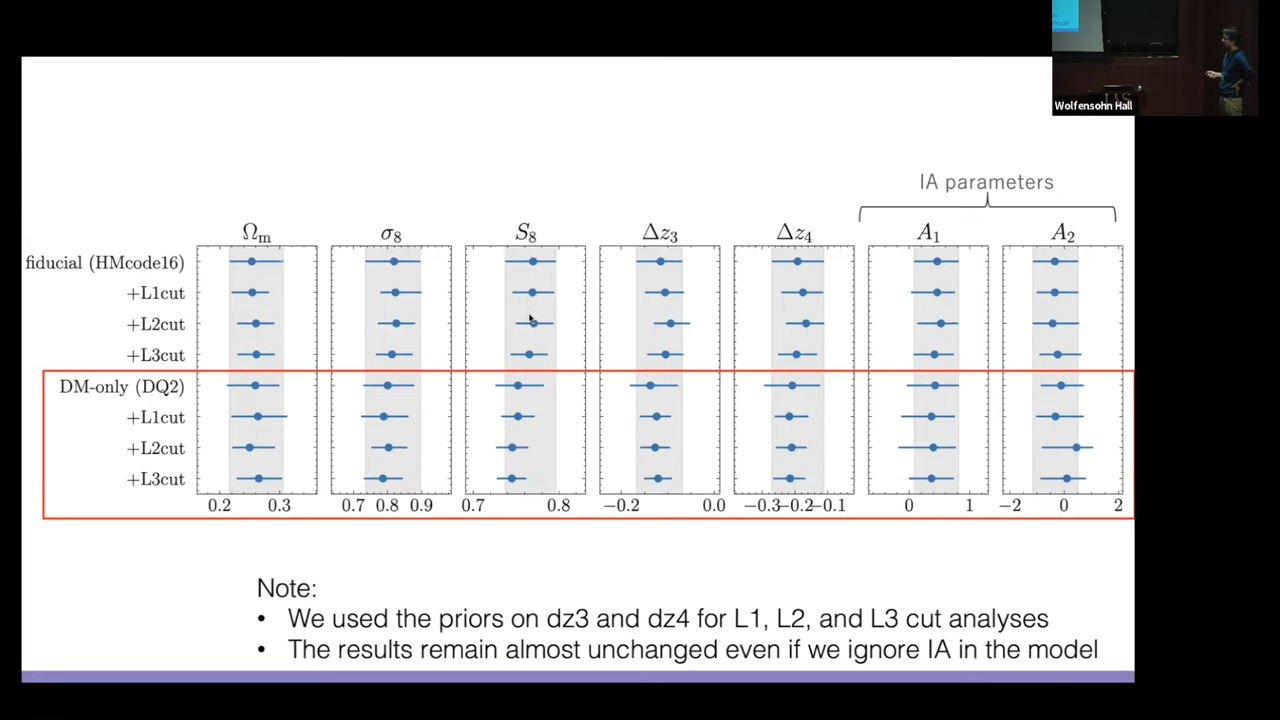 Wolfensohn Hall
IA parameters
Ωm σ8 S8 Δz3 Δz4 A1 A2
fiducial (HMcode16)
+L1cut
+L2cut
+L3cut
DM-only (DQ2)
+L1cut
+L2cut
+L3cut
0.2 0.3 0.7 0.8 0.9 0.7 0.8 −0.2 0.0 −0.3 −0.2 −0.1 0 1 −2 0 2
Note:
• We used the priors on dz3 and dz4 for L1, L2, and L3 cut analyses
• The results remain almost unchanged even if we ignore IA in the model